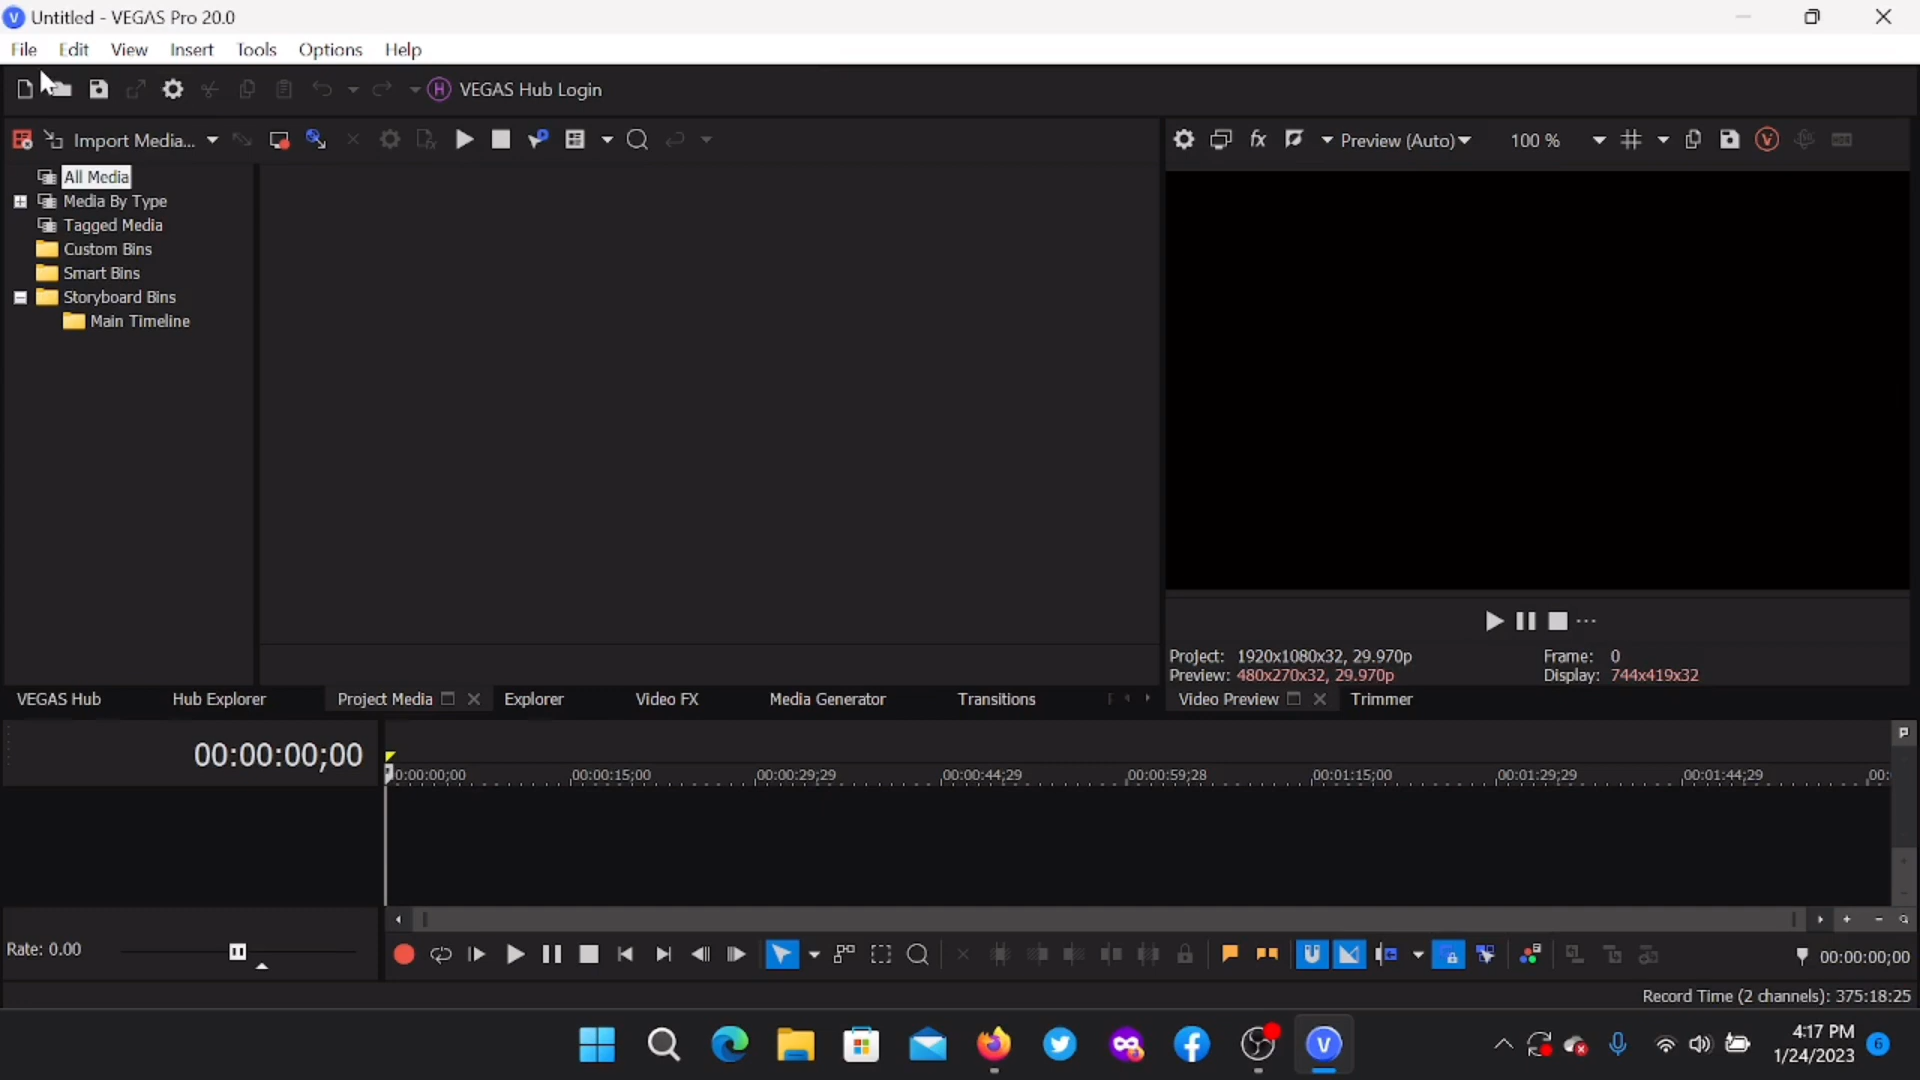 Untitled - VEGAS Pro 20.0
File Edit View Insert Tools Options Help
VEGAS Hub Login
Import Media...
Preview (Auto) 100 %
All Media
Media By Type
Tagged Media
Custom Bins
Smart Bins
Storyboard Bins
Main Timeline
Project: 1920x1080x32, 29.970p Frame: 0
Preview: 480x270x32, 29.970p Display: 744x419x32
VEGAS Hub Hub Explorer Project Media Explorer Video FX Media Generator Transitions Video Preview Trimmer
00:00:00;00
0:00:00;00 00:00:15;00 00:00:29;29 00:00:44;29 00:00:59;28 00:01:15;00 00:01:29;29 00:01:44;29 00:
Rate: 0.00
00:00:00;00
Record Time (2 channels): 375:18:25
4:17 PM
1/24/2023 6